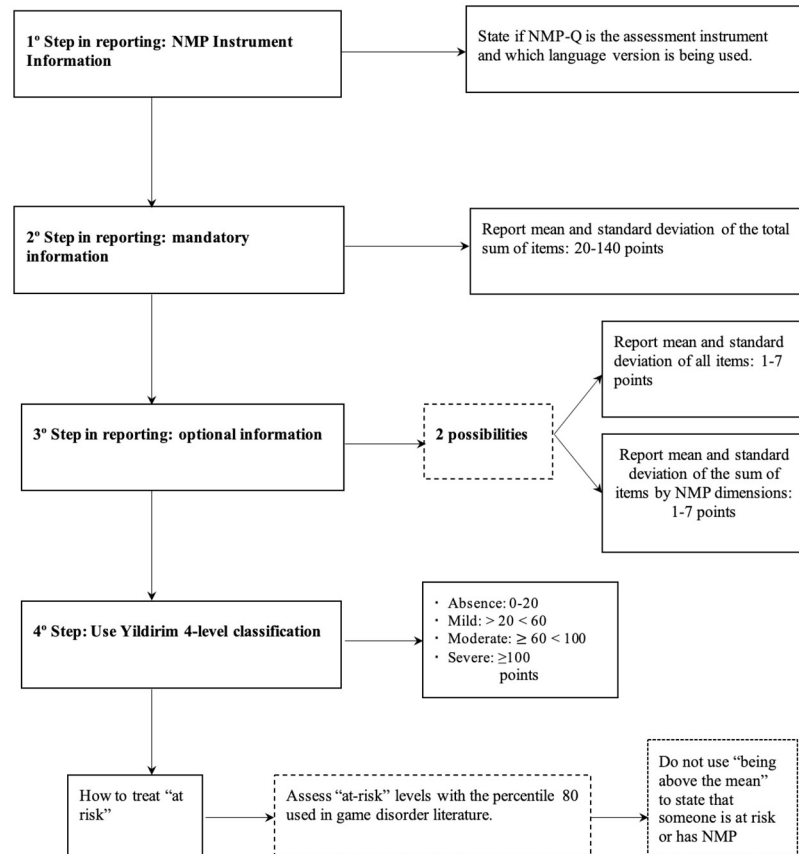 1º Step in reporting: NMP Instrument
Information
State if NMP-Q is the assessment instrument
and which language version is being used.
2º Step in reporting: mandatory
information
Report mean and standard deviation of the total
sum of items: 20-140 points
3º Step in reporting: optional information
2 possibilities
Report mean and standard
deviation of all items: 1-7
points
Report mean and standard
deviation of the sum of
items by NMP dimensions:
1-7 points
4º Step: Use Yildirim 4-level classification
· Absence: 0-20
· Mild: > 20 < 60
· Moderate: ≥ 60 < 100
· Severe: ≥100
points
How to treat “at
risk”
Assess “at-risk” levels with the percentile 80
used in game disorder literature.
Do not use “being
above the mean”
to state that
someone is at risk
or has NMP